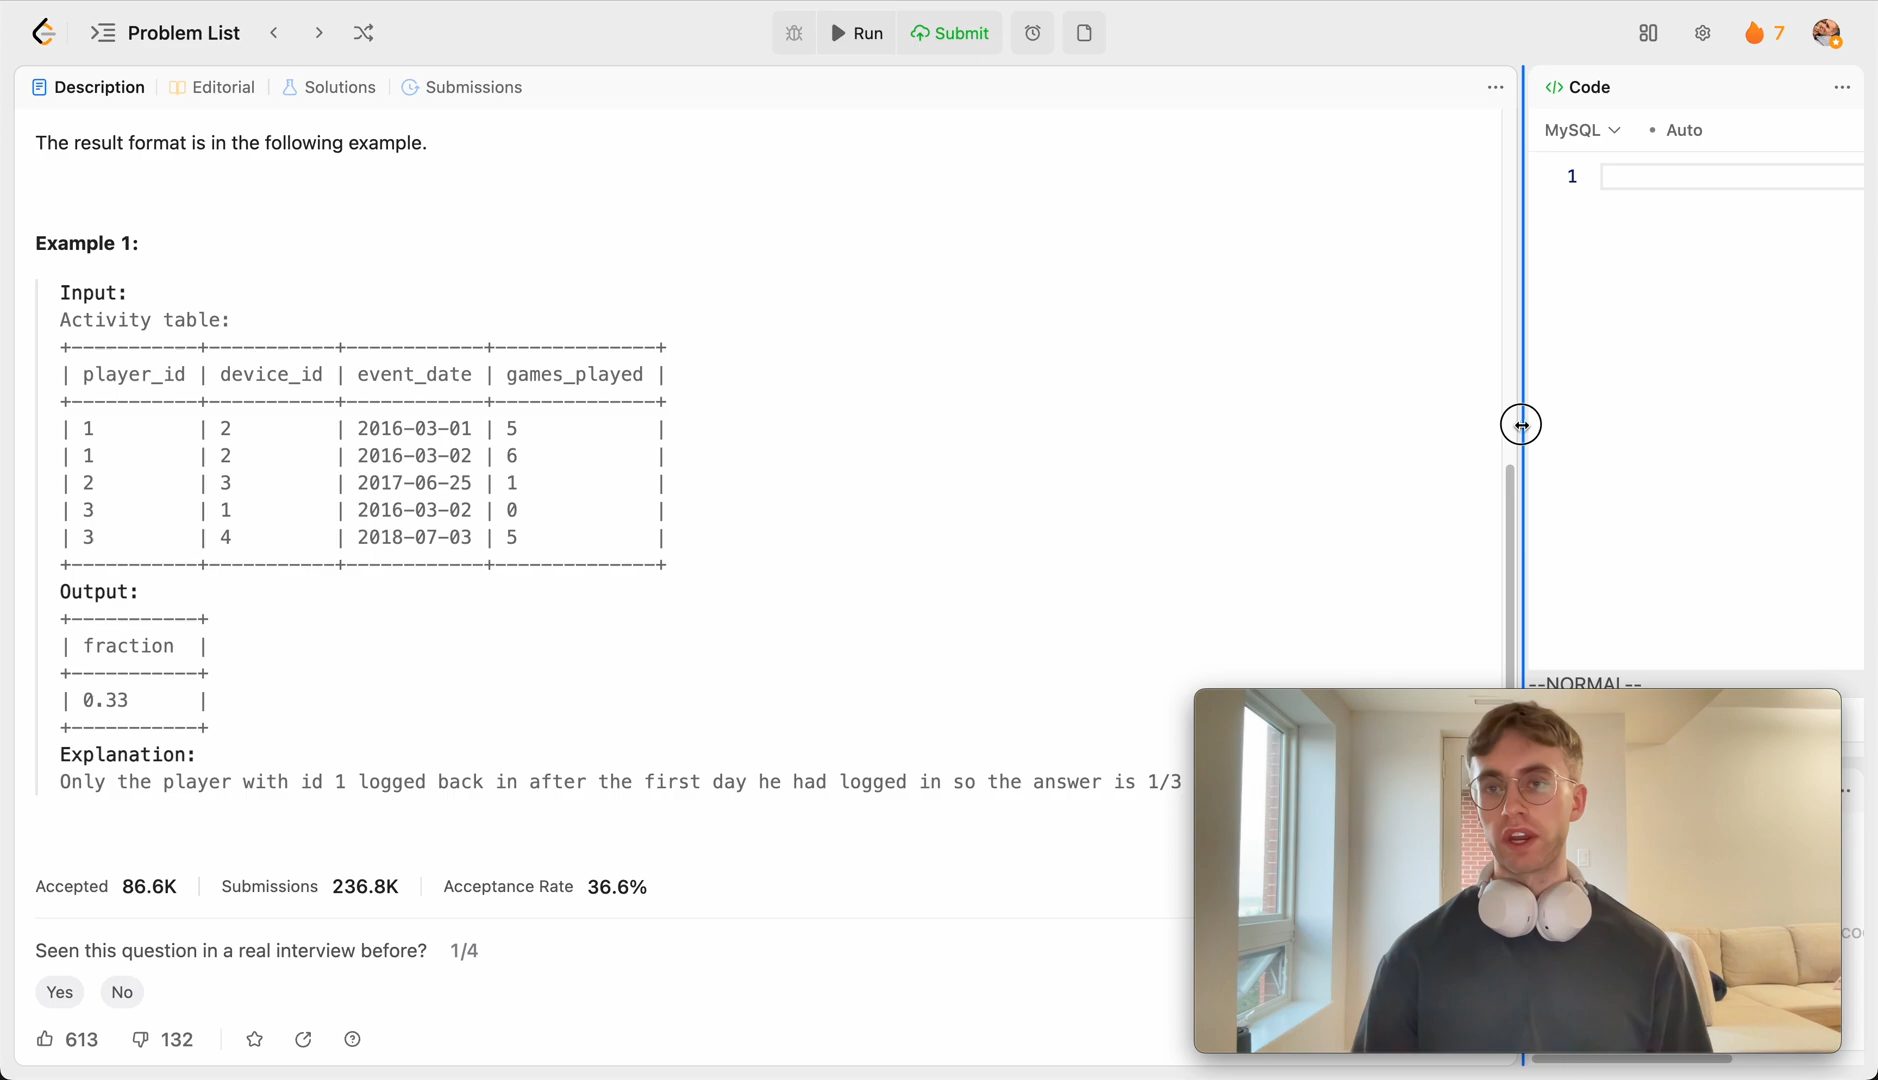 Problem List
Run
Submit
7
Description
Editorial
Solutions
Submissions
Code
MySQL
Auto
1
The result format is in the following example.
Example 1:
Input:
Activity table:
+-----------+-----------+------------+--------------+
| player_id | device_id | event_date | games_played |
+-----------+-----------+------------+--------------+
| 1         | 2         | 2016-03-01 | 5            |
| 1         | 2         | 2016-03-02 | 6            |
| 2         | 3         | 2017-06-25 | 1            |
| 3         | 1         | 2016-03-02 | 0            |
| 3         | 4         | 2018-07-03 | 5            |
+-----------+-----------+------------+--------------+
Output:
+-----------+
| fraction  |
+-----------+
| 0.33      |
+-----------+
Explanation:
Only the player with id 1 logged back in after the first day he had logged in so the answer is 1/3
--NORMAL--
Accepted 86.6K
Submissions 236.8K
Acceptance Rate 36.6%
Seen this question in a real interview before? 1/4
Yes
No
613
132